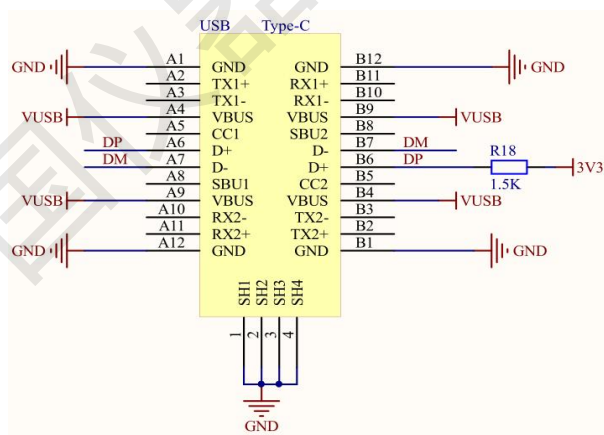 USB Type-C
A1 GND GND B12
GND GND
A2 TX1+ RX1+ B11
A3 TX1- RX1- B10
VUSB A4 VBUS VBUS B9 VUSB
A5 CC1 SBU2 B8
DP A6 D+ D- B7 DM
DM A7 D- D+ B6 DP R18 3V3
1.5K
A8 SBU1 CC2 B5
VUSB A9 VBUS VBUS B4 VUSB
A10 RX2- TX2- B3
A11 RX2+ TX2+ B2
GND A12 GND GND B1 GND
SH1 SH2 SH3 SH4
1 2 3 4
GND
国仪器